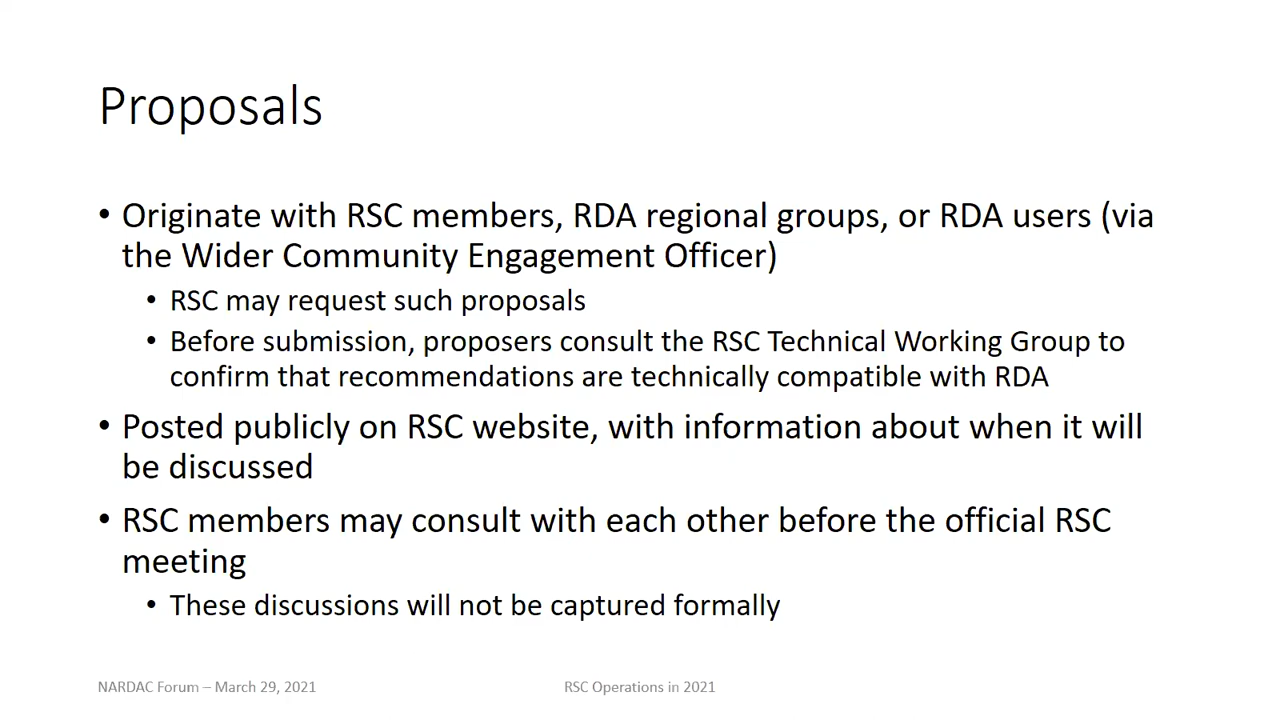 Proposals
• Originate with RSC members, RDA regional groups, or RDA users (via
the Wider Community Engagement Officer)
• RSC may request such proposals
• Before submission, proposers consult the RSC Technical Working Group to
confirm that recommendations are technically compatible with RDA
• Posted publicly on RSC website, with information about when it will
be discussed
• RSC members may consult with each other before the official RSC
meeting
• These discussions will not be captured formally
NARDAC Forum – March 29, 2021
RSC Operations in 2021